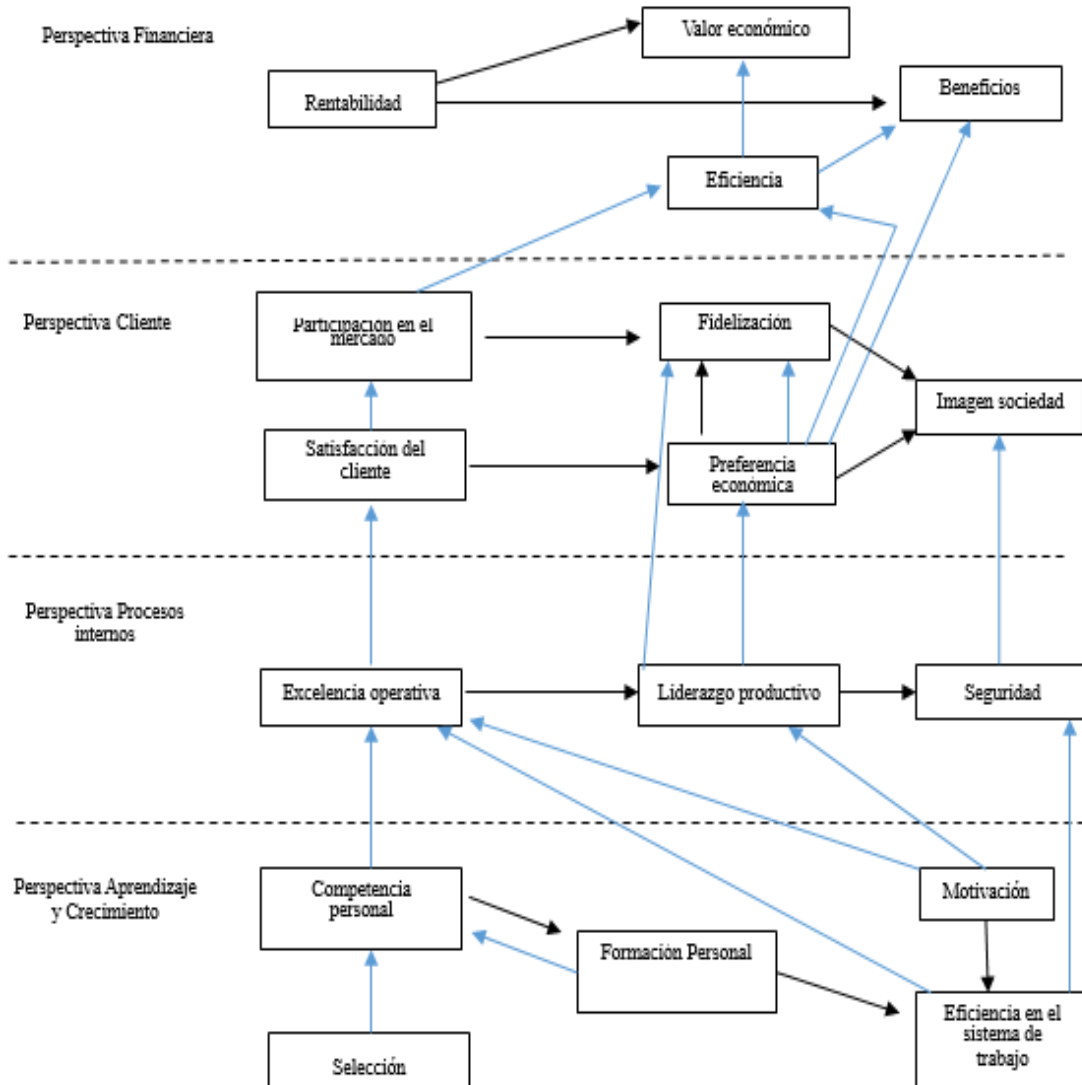 Perspectiva Financiera
Valor económico
Rentabilidad
Beneficios
Eficiencia
Perspectiva Cliente
Participación en el
mercado
Fidelización
Imagen sociedad
Satisfacción del
cliente
Preferencia
económica
Perspectiva Procesos
internos
Excelencia operativa
Liderazgo productivo
Seguridad
Perspectiva Aprendizaje
y Crecimiento
Competencia
personal
Motivación
Formación Personal
Eficiencia en el
sistema de
trabajo
Selección